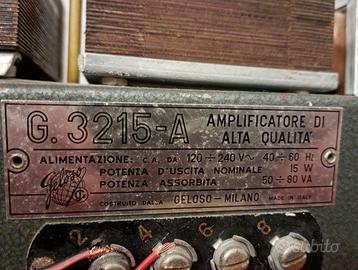 G. 3215-A AMPLIFICATORE DI
ALTA QUALITA'
ALIMENTAZIONE: C.A. DA 120÷240 V~ 40÷60 Hz
POTENZA D'USCITA NOMINALE 15 W
POTENZA ASSORBITA 50÷80 VA
Geloso
COSTRUITO DALLA GELOSO - MILANO MADE IN ITALY
2 4 6 8
subito